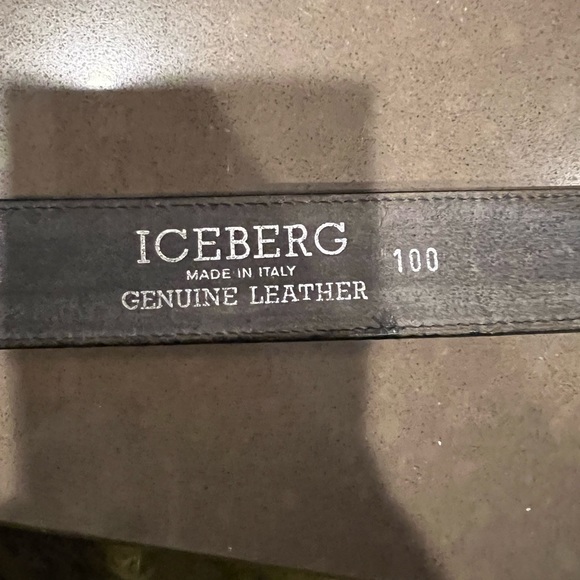 ICEBERG
MADE IN ITALY
GENUINE LEATHER
100